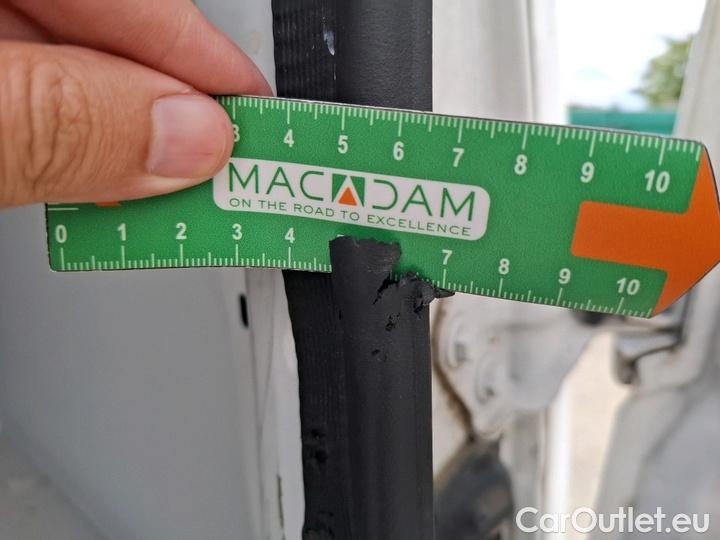 3 4 5 6 7 8 9 10
MACADAM
ON THE ROAD TO EXCELLENCE
0 1 2 3 4 7 8 9 10
CarOutlet.eu